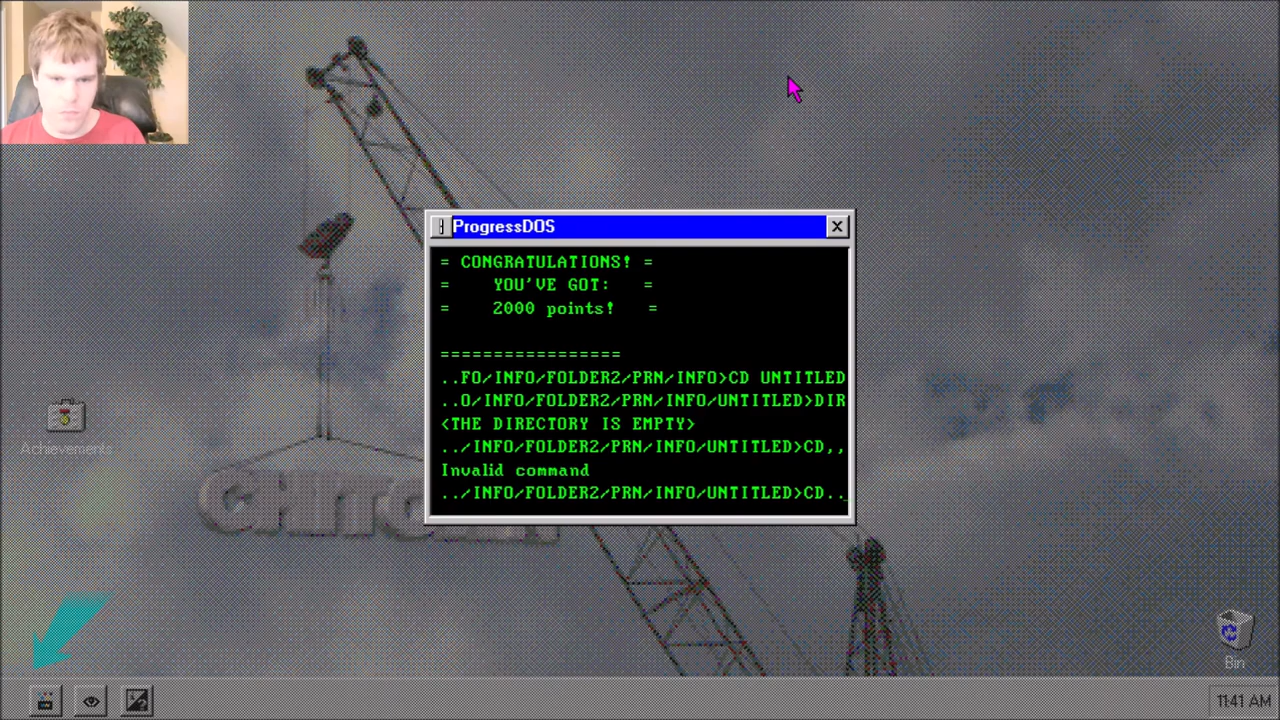 ProgressDOS
= CONGRATULATIONS! =
= YOU'VE GOT: =
= 2000 points! =
=================
..FO/INFO/FOLDER2/PRN/INFO>CD UNTITLED
..O/INFO/FOLDER2/PRN/INFO/UNTITLED>DIR
<THE DIRECTORY IS EMPTY>
../INFO/FOLDER2/PRN/INFO/UNTITLED>CD,,
Invalid command
../INFO/FOLDER2/PRN/INFO/UNTITLED>CD.._
Achievements
Bin
11:41 AM